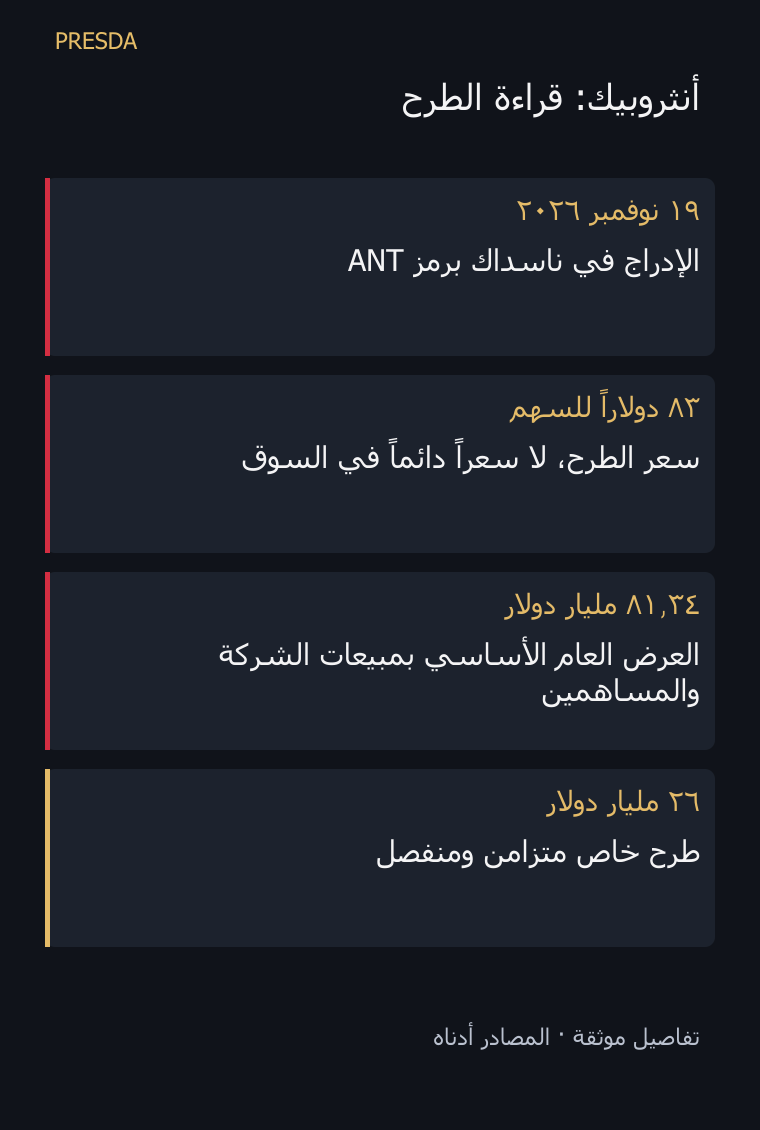 PRESDA
أنثروبيك: قراءة الطرح
١٩ نوفمبر ٢٠٢٦
الإدراج في ناسداك برمز ANT
٨٣ دولاراً للسهم
سعر الطرح، لا سعراً دائماً في السوق
٨١,٣٤ مليار دولار
العرض العام الأساسي بمبيعات الشركة
والمساهمين
٢٦ مليار دولار
طرح خاص متزامن ومنفصل
تفاصيل موثقة · المصادر أدناه